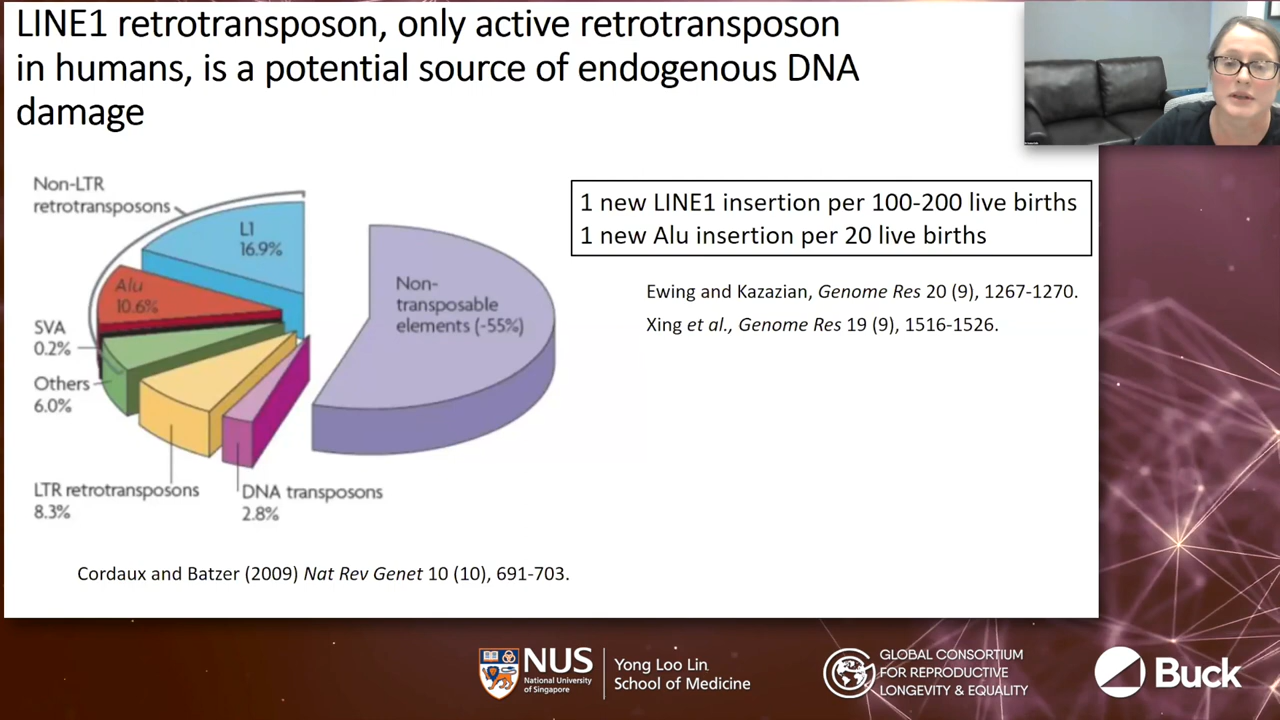 LINE1 retrotransposon, only active retrotransposon
in humans, is a potential source of endogenous DNA
damage
Non-LTR
retrotransposons
L1
16.9%
Alu
10.6%
SVA
0.2%
Others
6.0%
LTR retrotransposons
8.3%
DNA transposons
2.8%
Non-
transposable
elements (-55%)
1 new LINE1 insertion per 100-200 live births
1 new Alu insertion per 20 live births
Ewing and Kazazian, Genome Res 20 (9), 1267-1270.
Xing et al., Genome Res 19 (9), 1516-1526.
Cordaux and Batzer (2009) Nat Rev Genet 10 (10), 691-703.
NUS
National University
of Singapore
Yong Loo Lin
School of Medicine
GLOBAL CONSORTIUM
FOR REPRODUCTIVE
LONGEVITY & EQUALITY
Buck